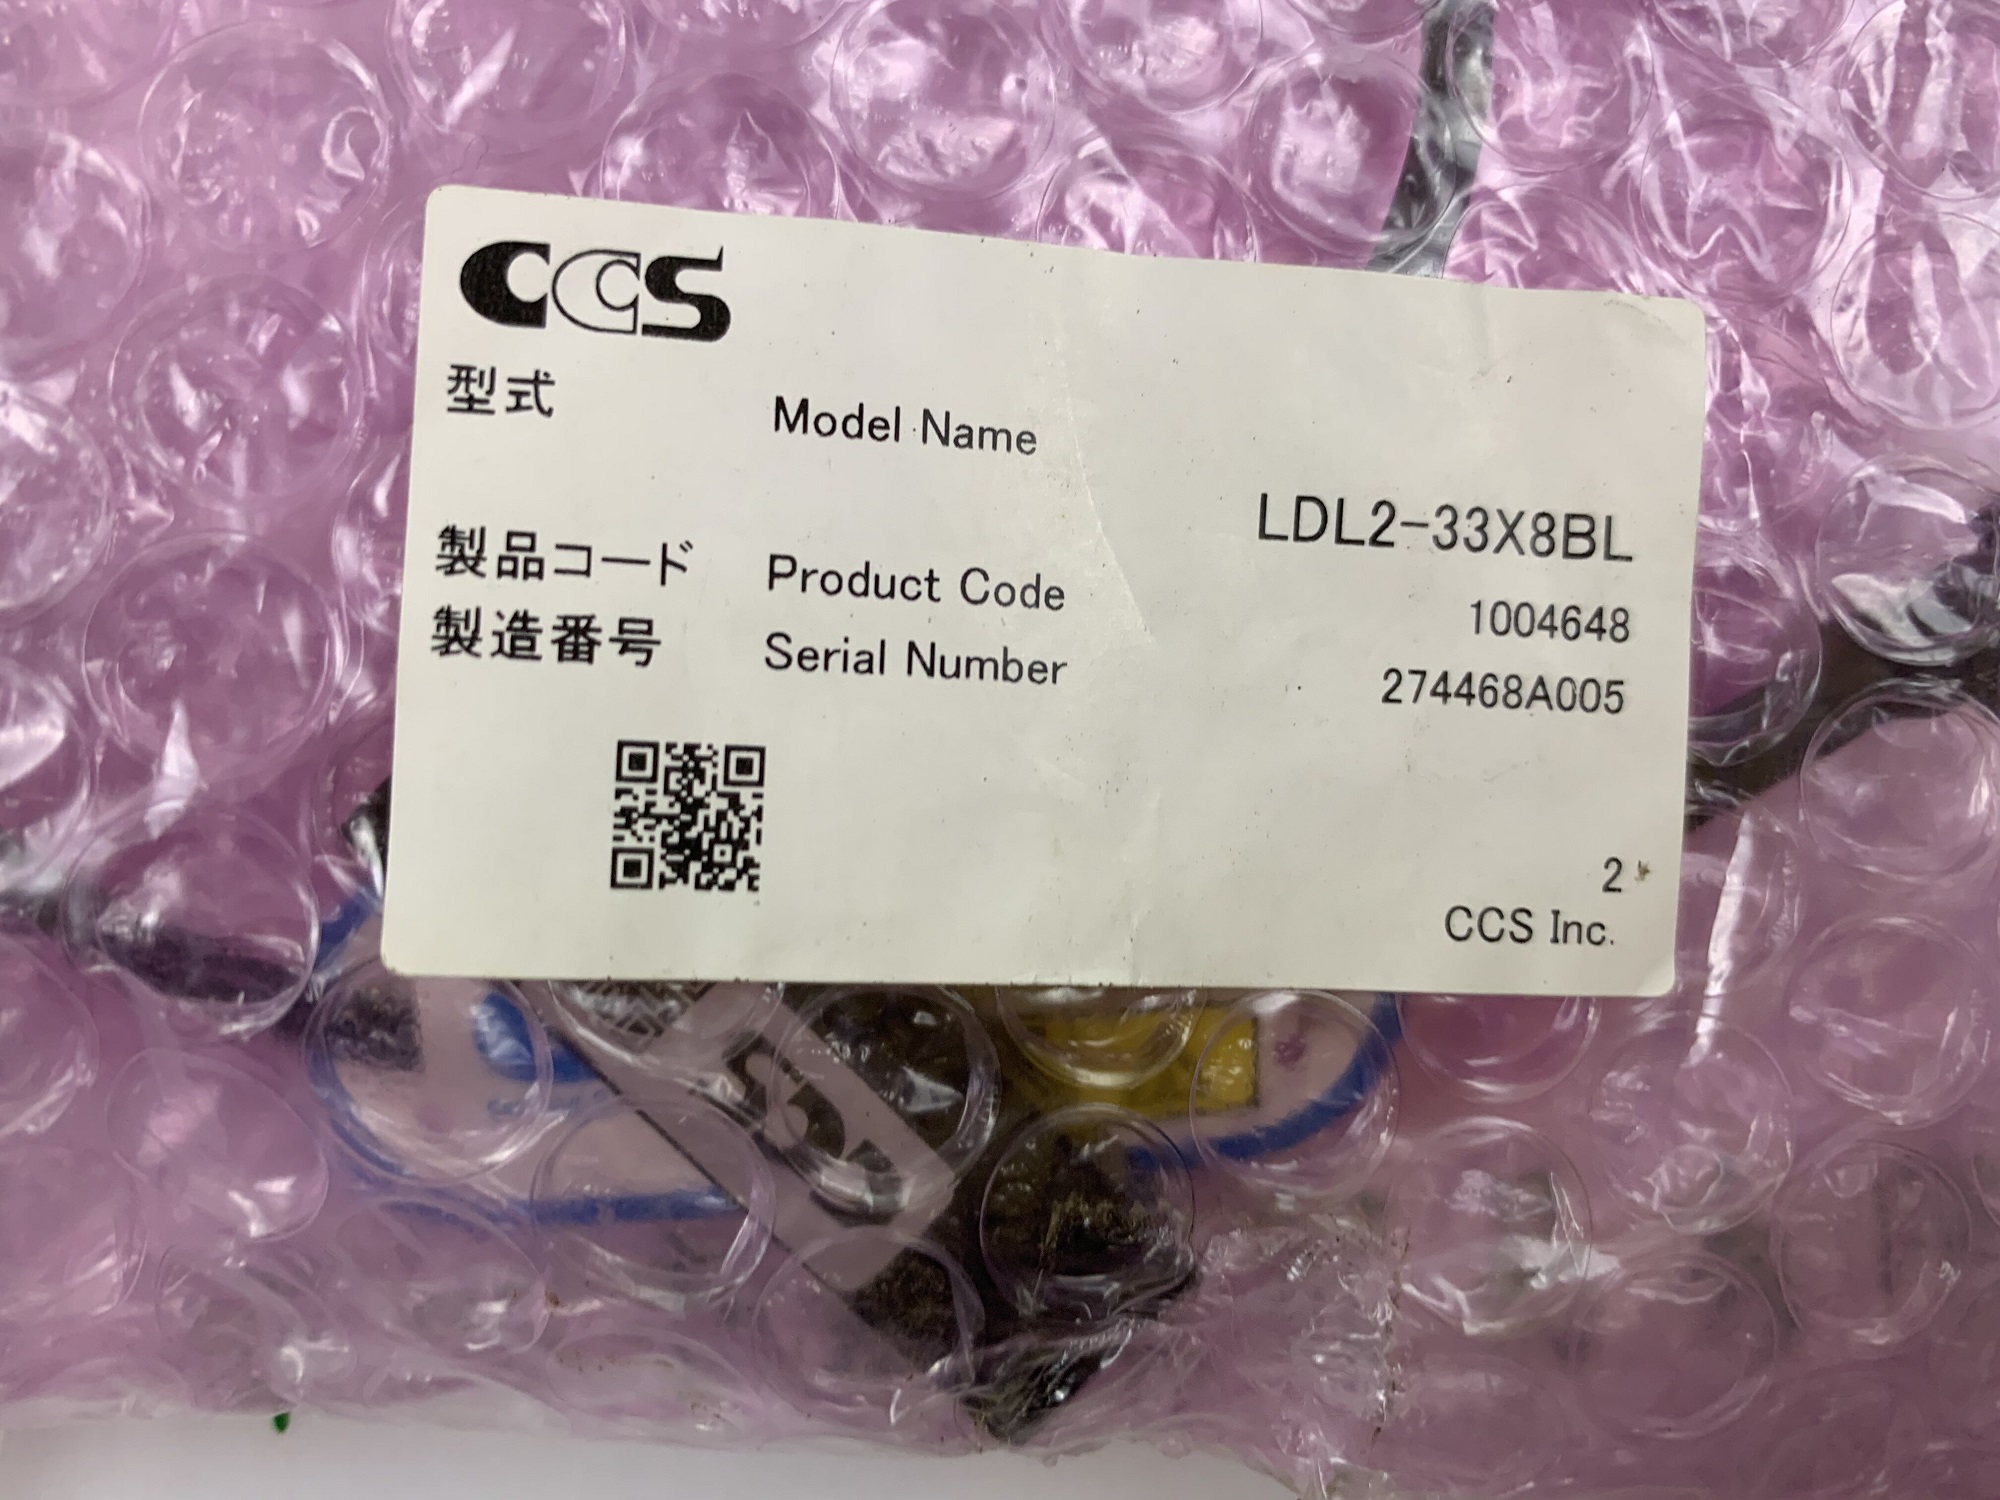 CCS
型式 Model Name
LDL2-33X8BL
製品コード Product Code 1004648
製造番号 Serial Number 274468A005
2
CCS Inc.
CCS